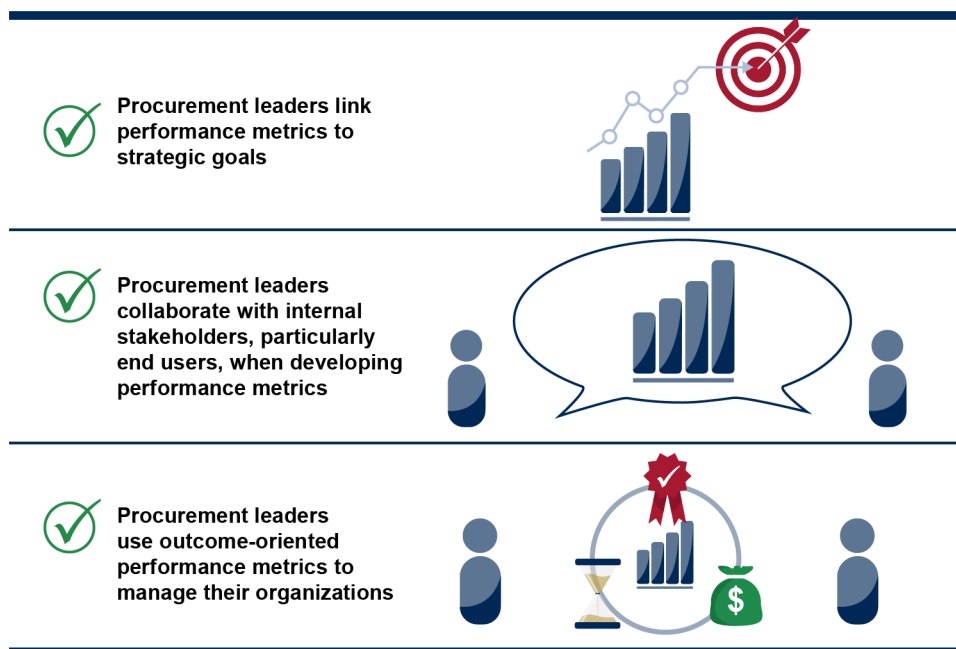 Procurement leaders link
performance metrics to
strategic goals
Procurement leaders
collaborate with internal
stakeholders, particularly
end users, when developing
performance metrics
Procurement leaders
use outcome-oriented
performance metrics to
manage their organizations
$